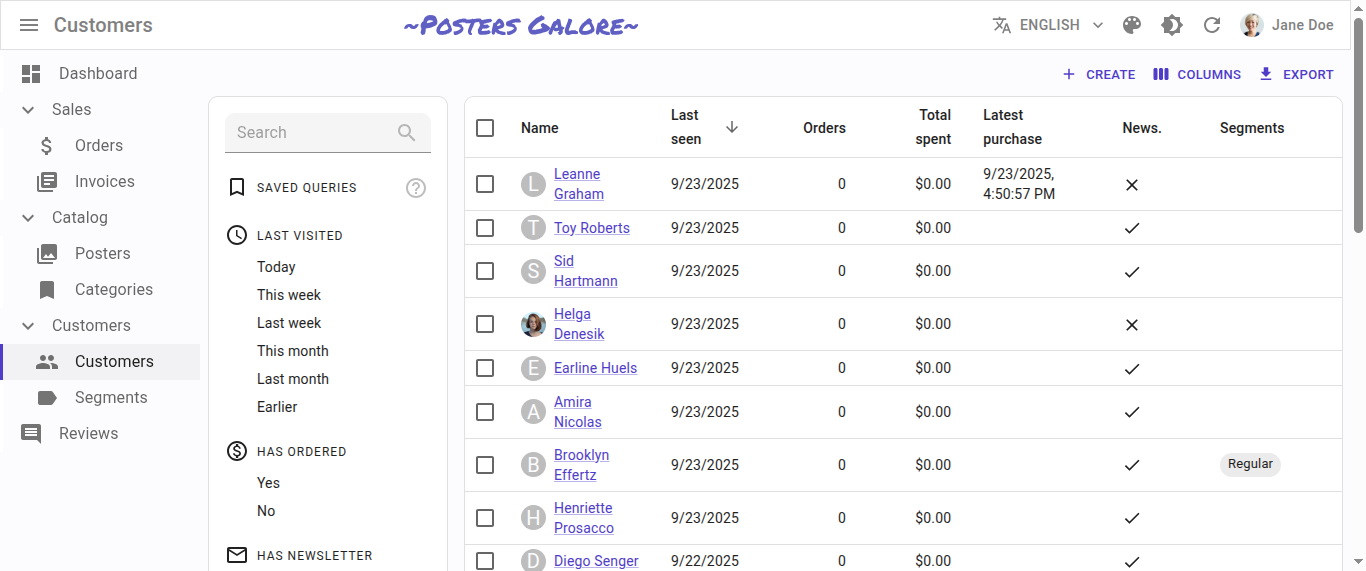 Customers
~Posters Galore~
ENGLISH
Jane Doe
Dashboard
Sales
Orders
Invoices
Catalog
Posters
Categories
Customers
Customers
Segments
Reviews
CREATE
COLUMNS
EXPORT
Search
SAVED QUERIES
?
LAST VISITED
Today
This week
Last week
This month
Last month
Earlier
HAS ORDERED
Yes
No
HAS NEWSLETTER
Name
Last
seen
Orders
Total
spent
Latest
purchase
News.
Segments
L
Leanne
Graham
9/23/2025
0
$0.00
9/23/2025,
4:50:57 PM
T
Toy Roberts
9/23/2025
0
$0.00
S
Sid
Hartmann
9/23/2025
0
$0.00
Helga
Denesik
9/23/2025
0
$0.00
E
Earline Huels
9/23/2025
0
$0.00
A
Amira
Nicolas
9/23/2025
0
$0.00
B
Brooklyn
Effertz
9/23/2025
0
$0.00
Regular
H
Henriette
Prosacco
9/23/2025
0
$0.00
D
Diego Senger
9/22/2025
0
$0.00